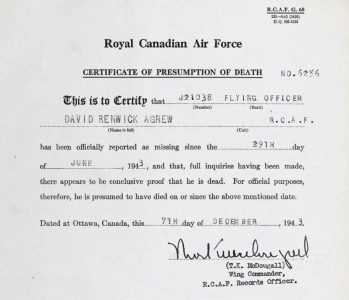 R.C.A.F. G. 68
Royal Canadian Air Force
CERTIFICATE OF PRESUMPTION OF DEATH
NO. 6256
This is to Certify that J21038 FLYING OFFICER
(Number) (Rank)
DAVID RENWICK AGNEW R.C.A.F.
(Name in full) (Unit)
has been officially reported as missing since the 29TH day
of JUNE , 1943, and that, full inquiries having been made,
there appears to be conclusive proof that he is dead. For official purposes,
therefore, he is presumed to have died on or since the above mentioned date.
Dated at Ottawa, Canada, this 7TH day of DECEMBER , 1943.
(T.K. McDougall)
Wing Commander,
R.C.A.F. Records Officer.